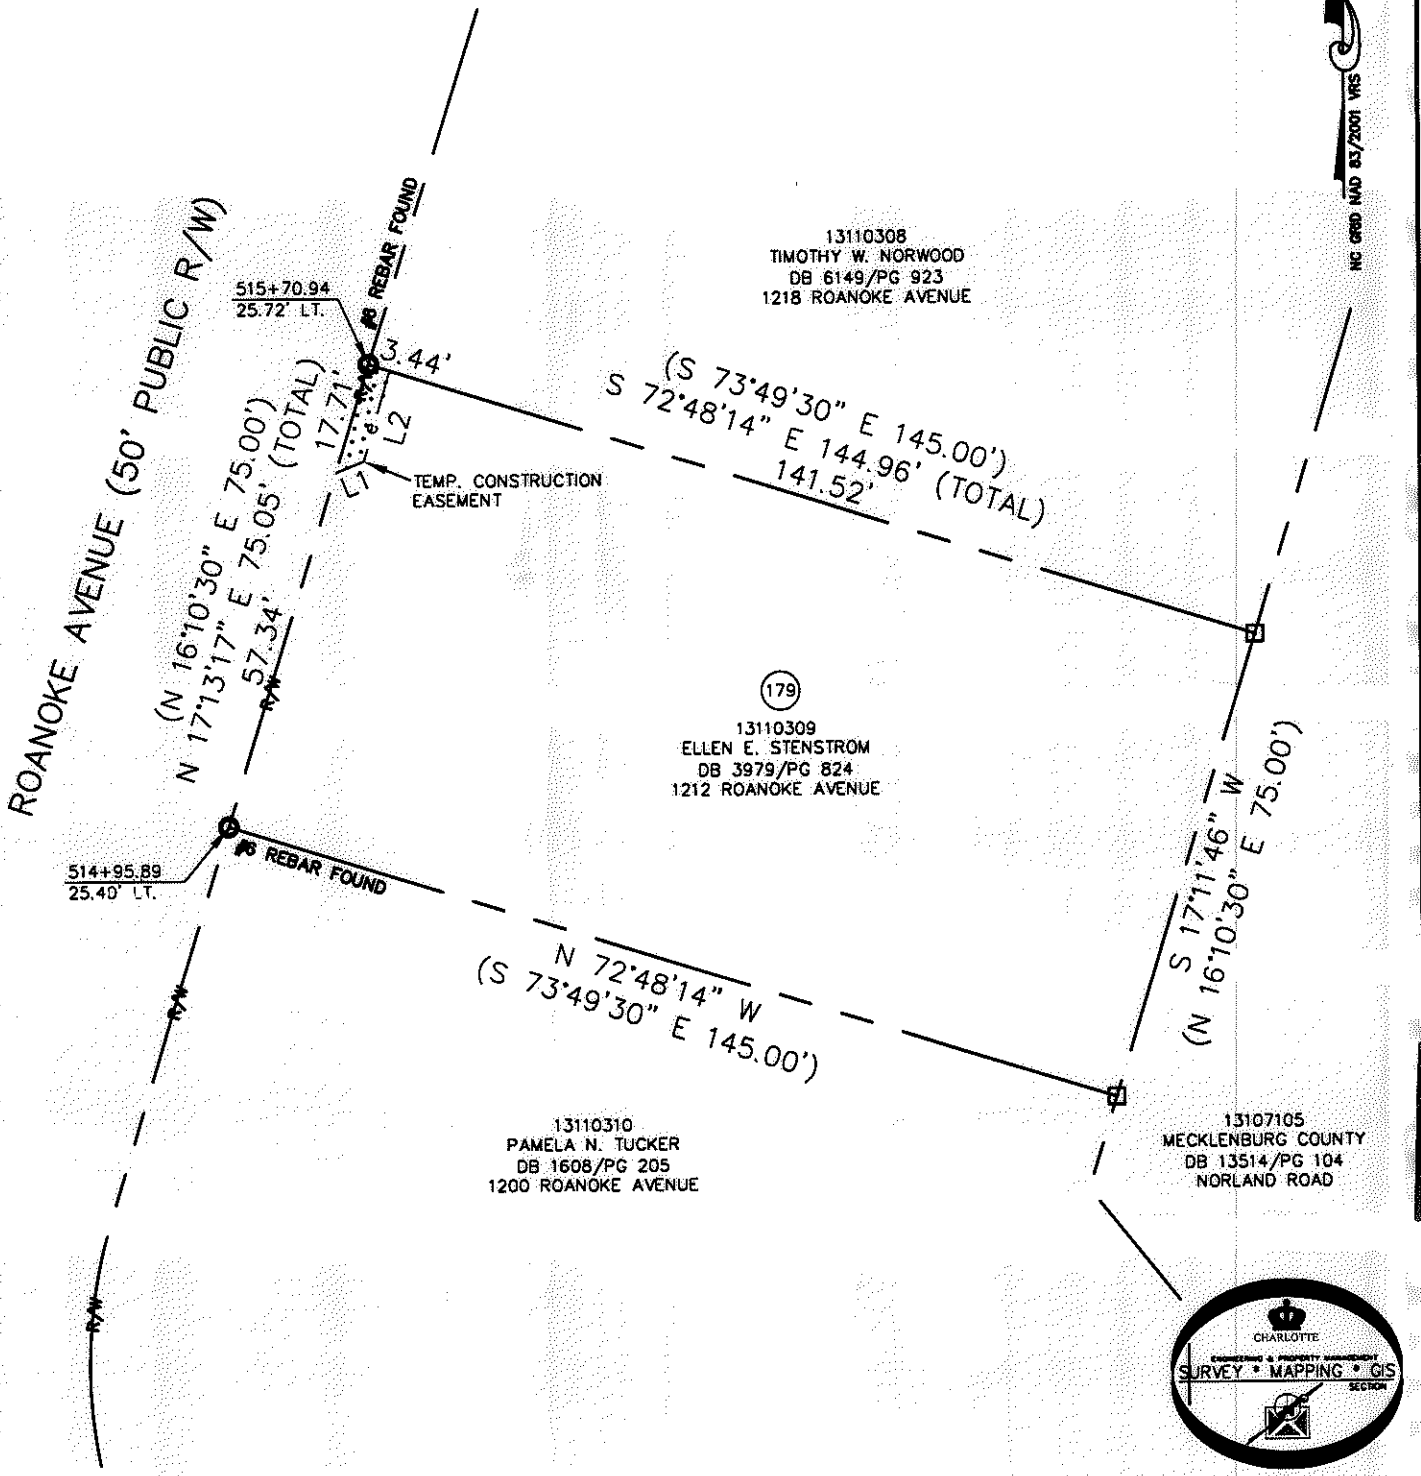 NC GRID NAD 83/2001 VRS
13110308
TIMOTHY W. NORWOOD
DB 6149/PG 923
1218 ROANOKE AVENUE
ROANOKE AVENUE (50' PUBLIC R/W)
#6 REBAR FOUND
515+70.94
25.72' LT.
3.44'
R/W
17.71'
e
L2
L1
TEMP. CONSTRUCTION
EASEMENT
(S 73°49'30" E 145.00')
S 72°48'14" E 144.96' (TOTAL)
141.52'
(N 16°10'30" E 75.00')
N 17°13'17" E 75.05' (TOTAL)
57.34'
R/W
179
13110309
ELLEN E. STENSTROM
DB 3979/PG 824
1212 ROANOKE AVENUE
S 17°11'46" W
(N 16°10'30" E 75.00')
#6 REBAR FOUND
514+95.89
25.40' LT.
N 72°48'14" W
(S 73°49'30" E 145.00')
R/W
13110310
PAMELA N. TUCKER
DB 1608/PG 205
1200 ROANOKE AVENUE
13107105
MECKLENBURG COUNTY
DB 13514/PG 104
NORLAND ROAD
R/W
CHARLOTTE
ENGINEERING & PROPERTY MANAGEMENT
SURVEY * MAPPING * GIS
SECTION